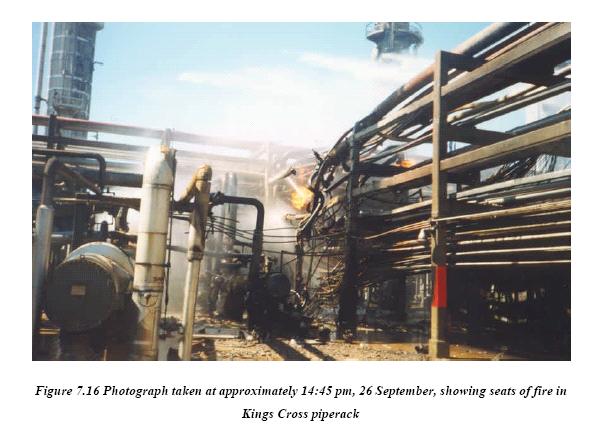 Figure 7.16 Photograph taken at approximately 14:45 pm, 26 September, showing seats of fire in
Kings Cross piperack